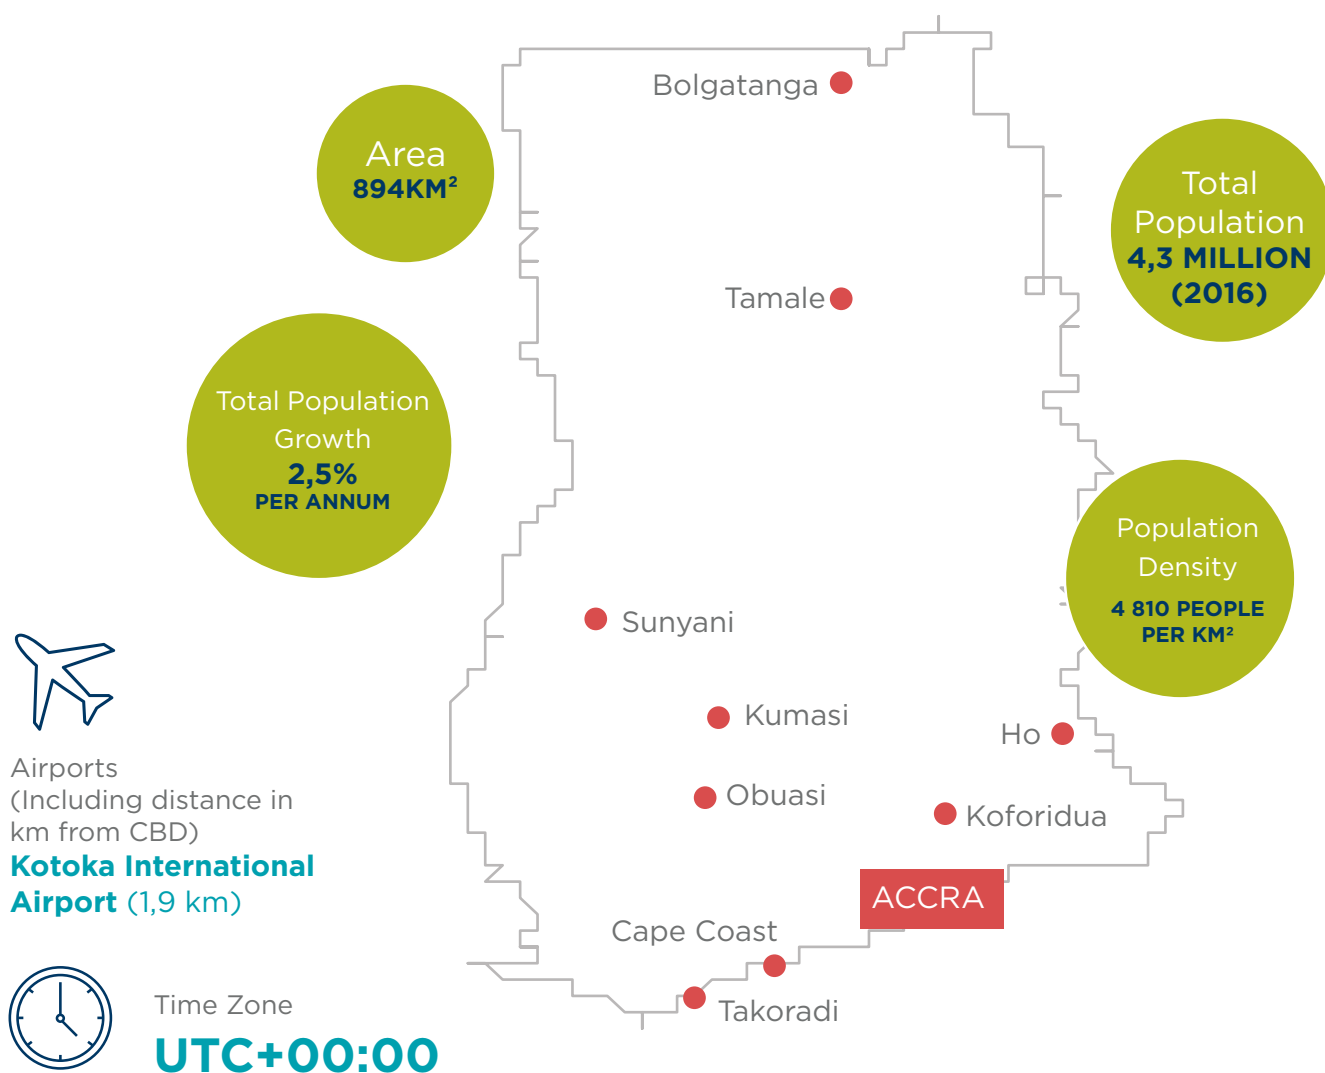 Bolgatanga
Area
894KM²
Total
Population
4,3 MILLION
(2016)
Tamale
Total Population
Growth
2,5%
PER ANNUM
Population
Density
4 810 PEOPLE
PER KM²
Sunyani
Kumasi
Ho
Obuasi
Koforidua
Airports
(Including distance in
km from CBD)
Kotoka International
Airport (1,9 km)
ACCRA
Cape Coast
Takoradi
Time Zone
UTC+00:00